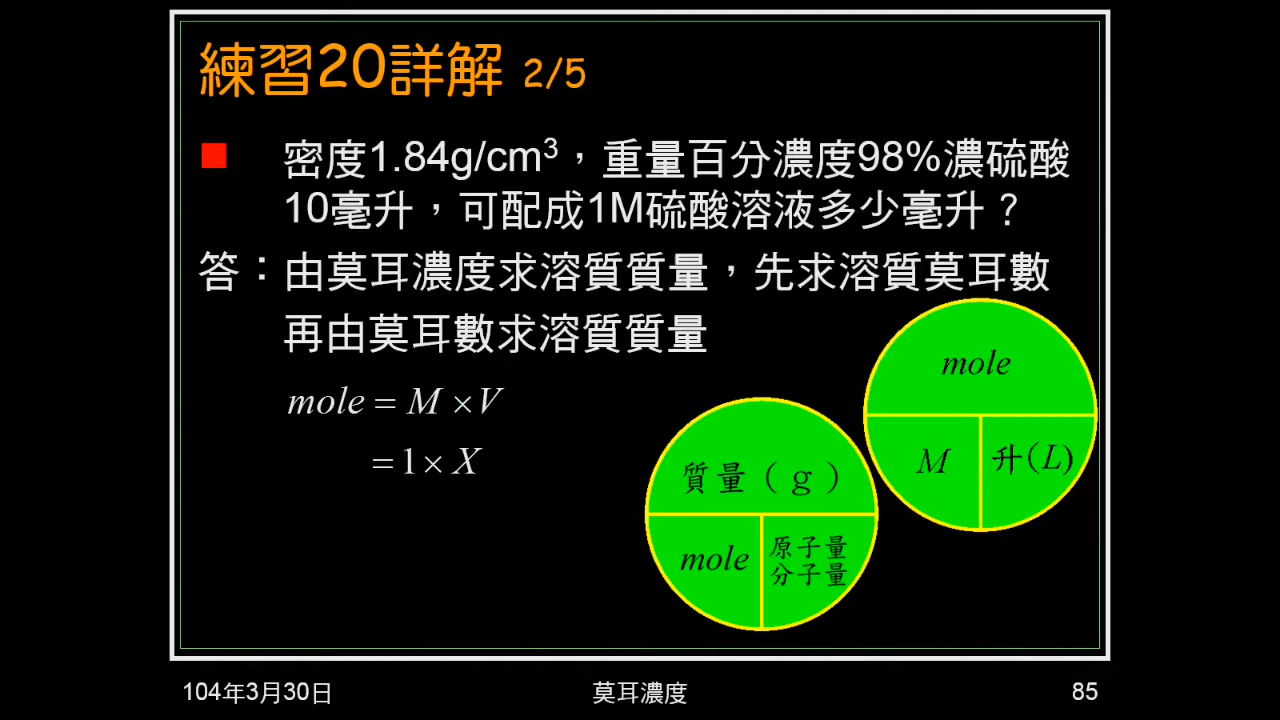 練習20詳解 2/5
密度1.84g/cm³，重量百分濃度98%濃硫酸
10毫升，可配成1M硫酸溶液多少毫升？
答：由莫耳濃度求溶質質量，先求溶質莫耳數
再由莫耳數求溶質質量
mole = M × V
= 1 × X
質量（g）
mole
原子量
分子量
mole
M
升(L)
104年3月30日
莫耳濃度
85